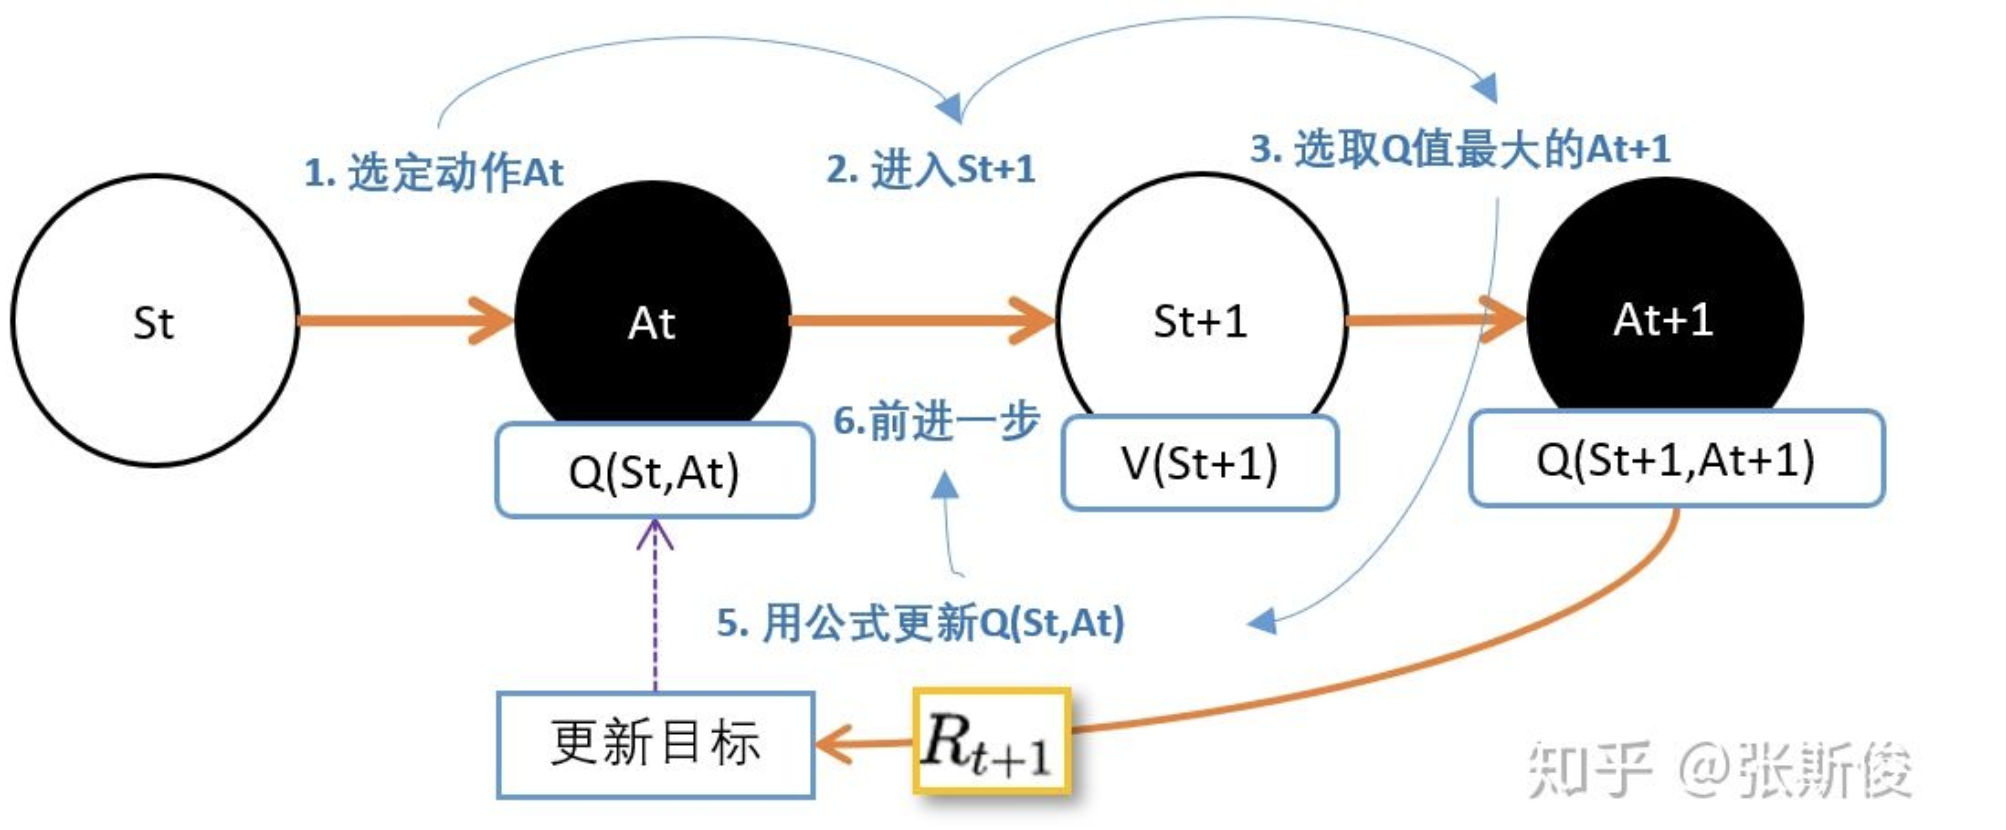 1. 选定动作At
2. 进入St+1
3. 选取Q值最大的At+1
St
At
St+1
At+1
Q(St,At)
6.前进一步
V(St+1)
Q(St+1,At+1)
5. 用公式更新Q(St,At)
更新目标
R_{t+1}
知乎 @张斯俊